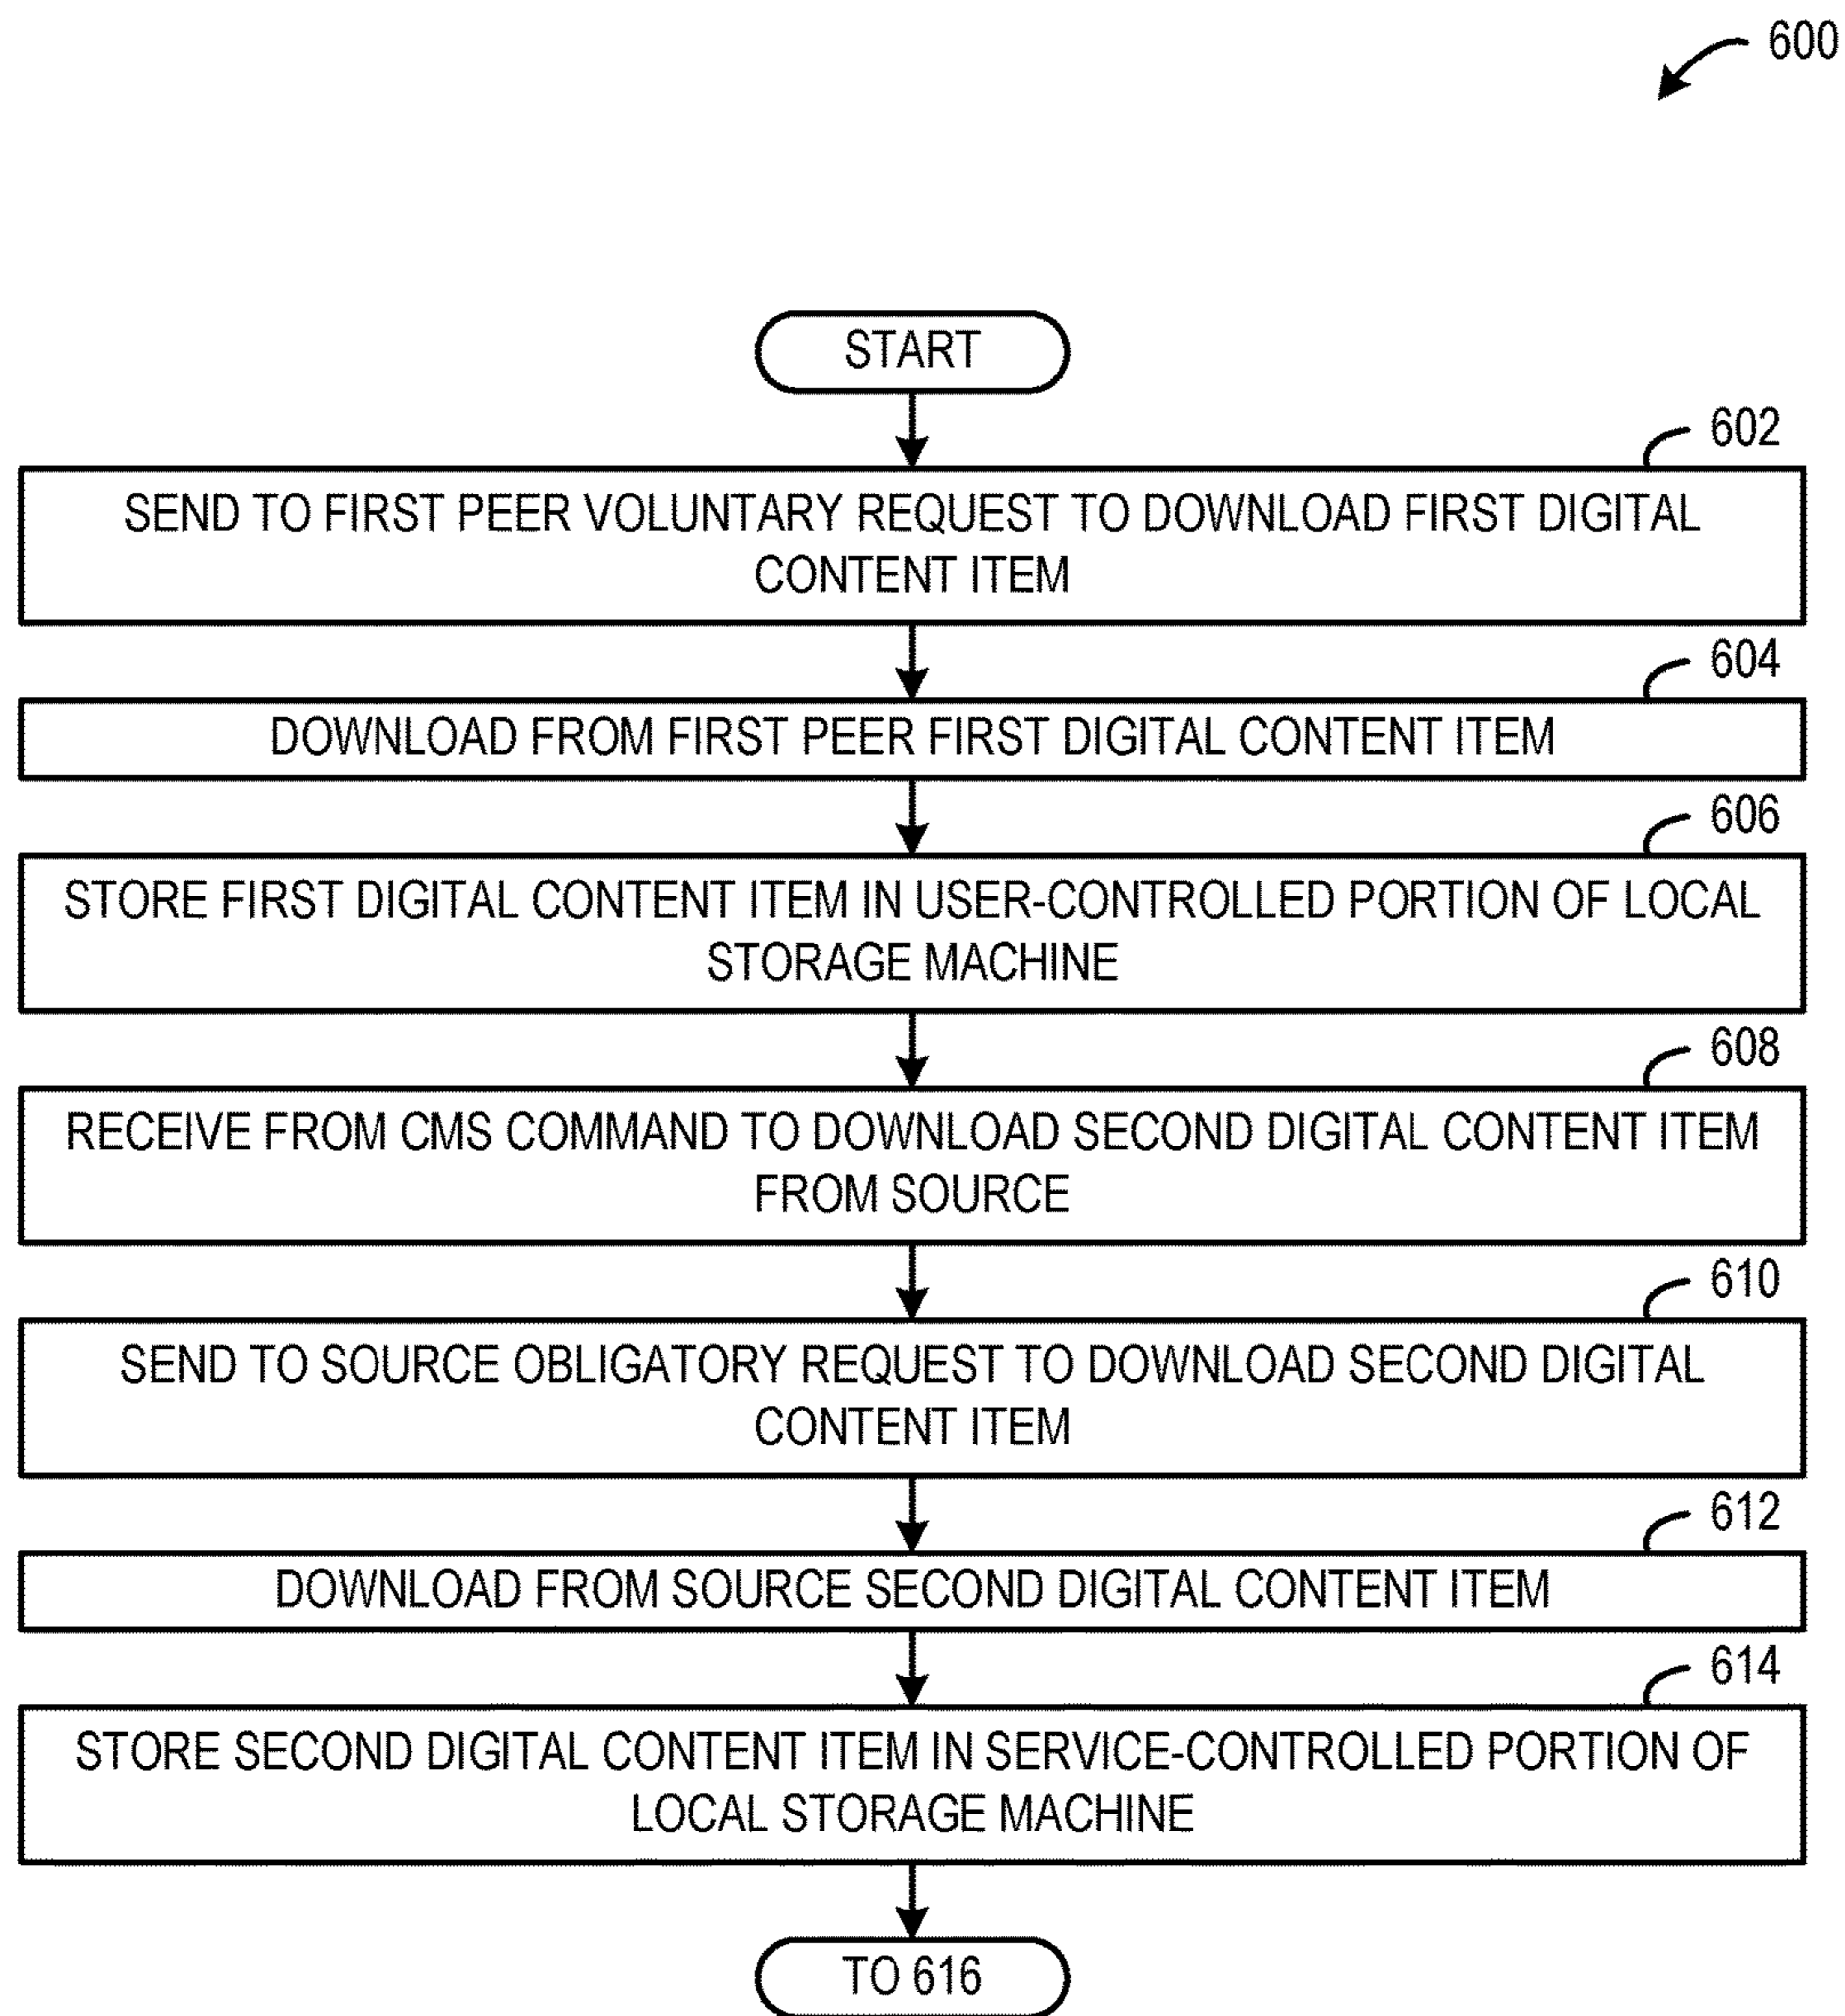 600
START
602
SEND TO FIRST PEER VOLUNTARY REQUEST TO DOWNLOAD FIRST DIGITAL
CONTENT ITEM
604
DOWNLOAD FROM FIRST PEER FIRST DIGITAL CONTENT ITEM
606
STORE FIRST DIGITAL CONTENT ITEM IN USER-CONTROLLED PORTION OF LOCAL
STORAGE MACHINE
608
RECEIVE FROM CMS COMMAND TO DOWNLOAD SECOND DIGITAL CONTENT ITEM
FROM SOURCE
610
SEND TO SOURCE OBLIGATORY REQUEST TO DOWNLOAD SECOND DIGITAL
CONTENT ITEM
612
DOWNLOAD FROM SOURCE SECOND DIGITAL CONTENT ITEM
614
STORE SECOND DIGITAL CONTENT ITEM IN SERVICE-CONTROLLED PORTION OF
LOCAL STORAGE MACHINE
TO 616